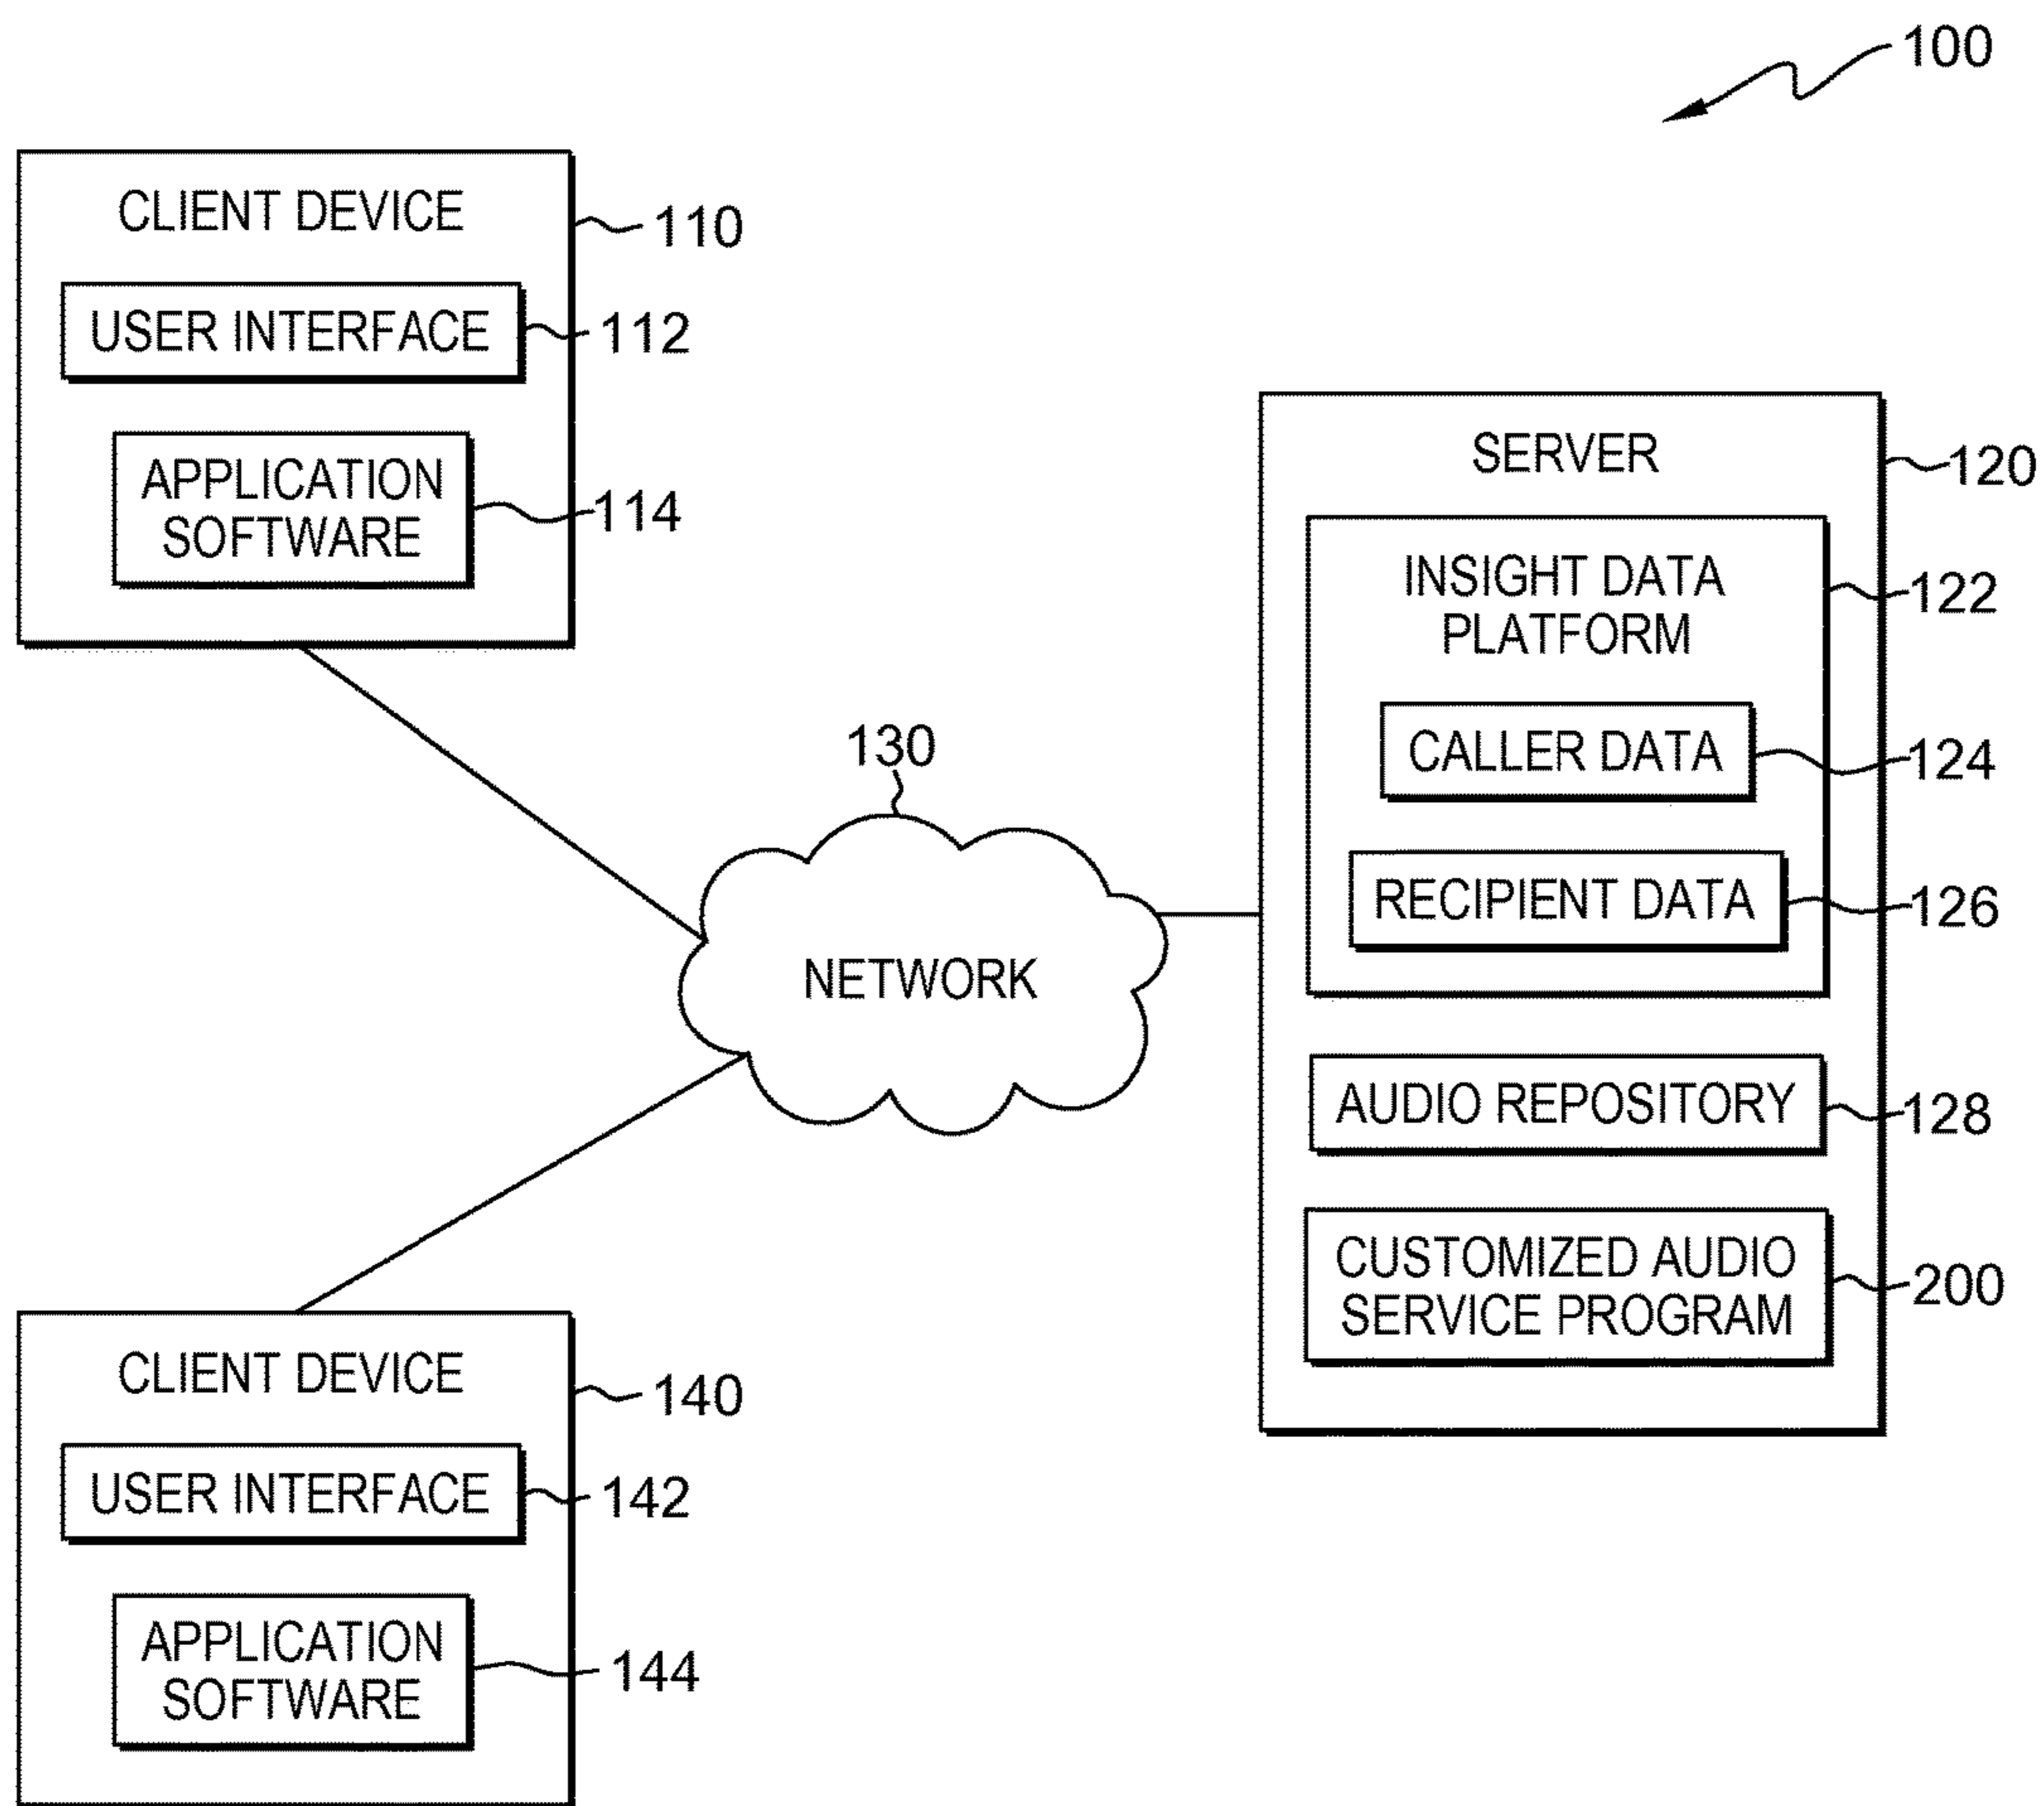 100
CLIENT DEVICE
110
USER INTERFACE
112
APPLICATION
SOFTWARE
114
SERVER
120
INSIGHT DATA
PLATFORM
122
CALLER DATA
124
RECIPIENT DATA
126
AUDIO REPOSITORY
128
CUSTOMIZED AUDIO
SERVICE PROGRAM
200
130
NETWORK
CLIENT DEVICE
140
USER INTERFACE
142
APPLICATION
SOFTWARE
144